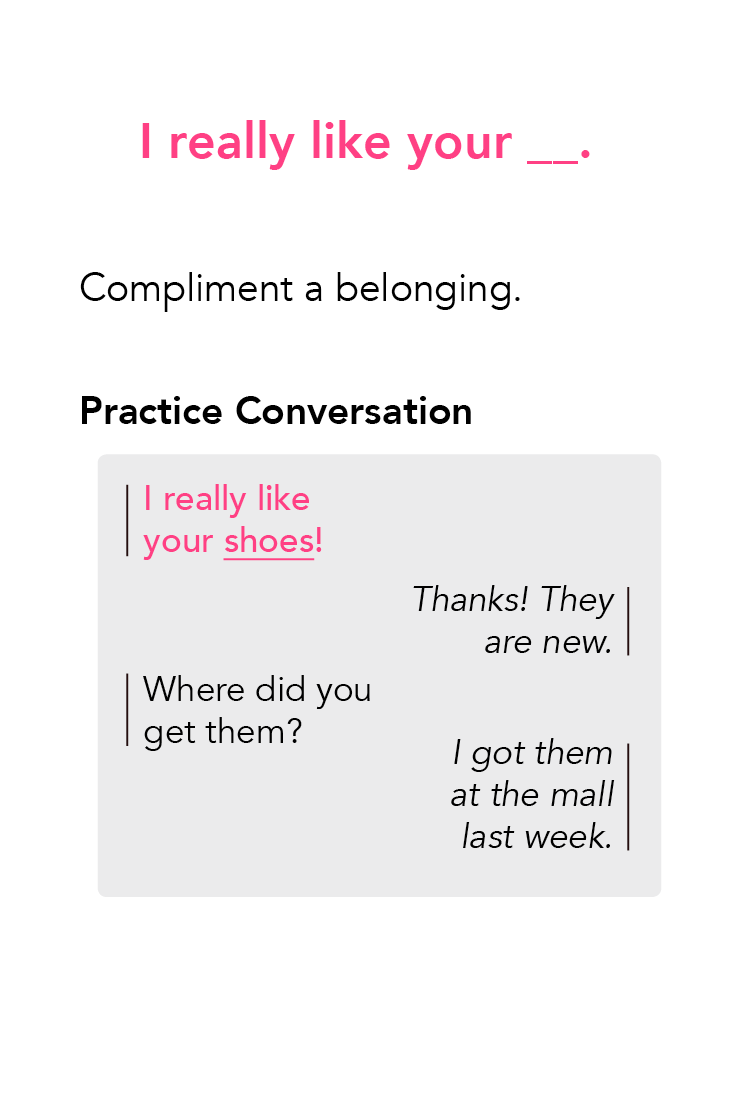 I really like your __.
Compliment a belonging.
Practice Conversation
I really like
your shoes!
Thanks! They
are new.
Where did you
get them?
I got them
at the mall
last week.